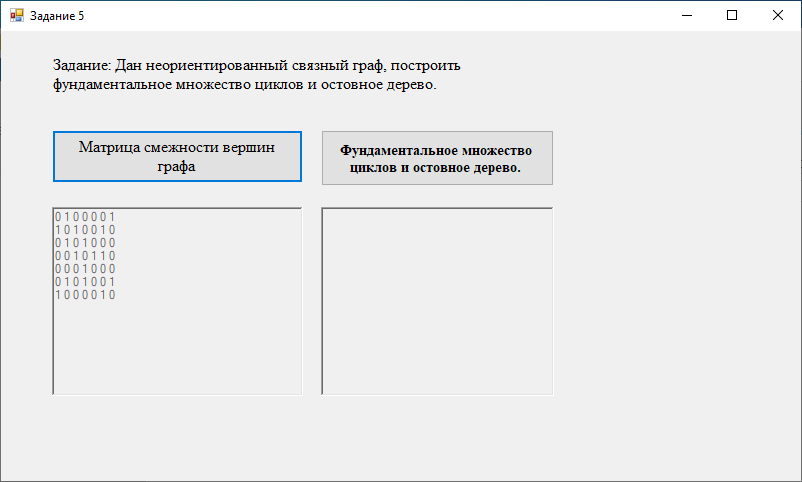 Задание 5
Задание: Дан неориентированный связный граф, построить
фундаментальное множество циклов и остовное дерево.
Матрица смежности вершин
графа
Фундаментальное множество
циклов и остовное дерево.
0 1 0 0 0 0 1
1 0 1 0 0 1 0
0 1 0 1 0 0 0
0 0 1 0 1 1 0
0 0 0 1 0 0 0
0 1 0 1 0 0 1
1 0 0 0 0 1 0